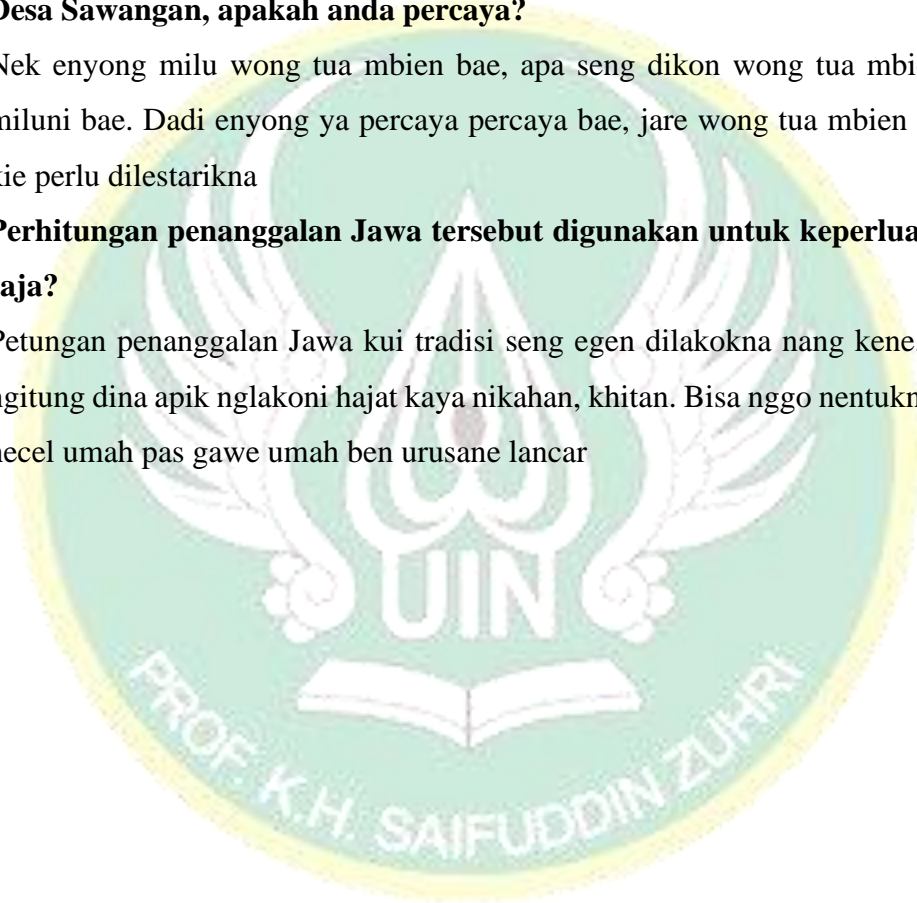 Desa Sawangan, apakah anda percaya?
Nek enyong milu wong tua mbien bae, apa seng dikon wong tua mbi
miluni bae. Dadi enyong ya percaya percaya bae, jare wong tua mbien
kie perlu dilestarikna
Perhitungan penanggalan Jawa tersebut digunakan untuk keperlua
aja?
Petungan penanggalan Jawa kui tradisi seng egen dilakokna nang kene
ngitung dina apik nglakoni hajat kaya nikahan, khitan. Bisa nggo nentukn
necel umah pas gawe umah ben urusane lancar
UIN
PROF. K.H. SAIFUDDIN ZUHRI